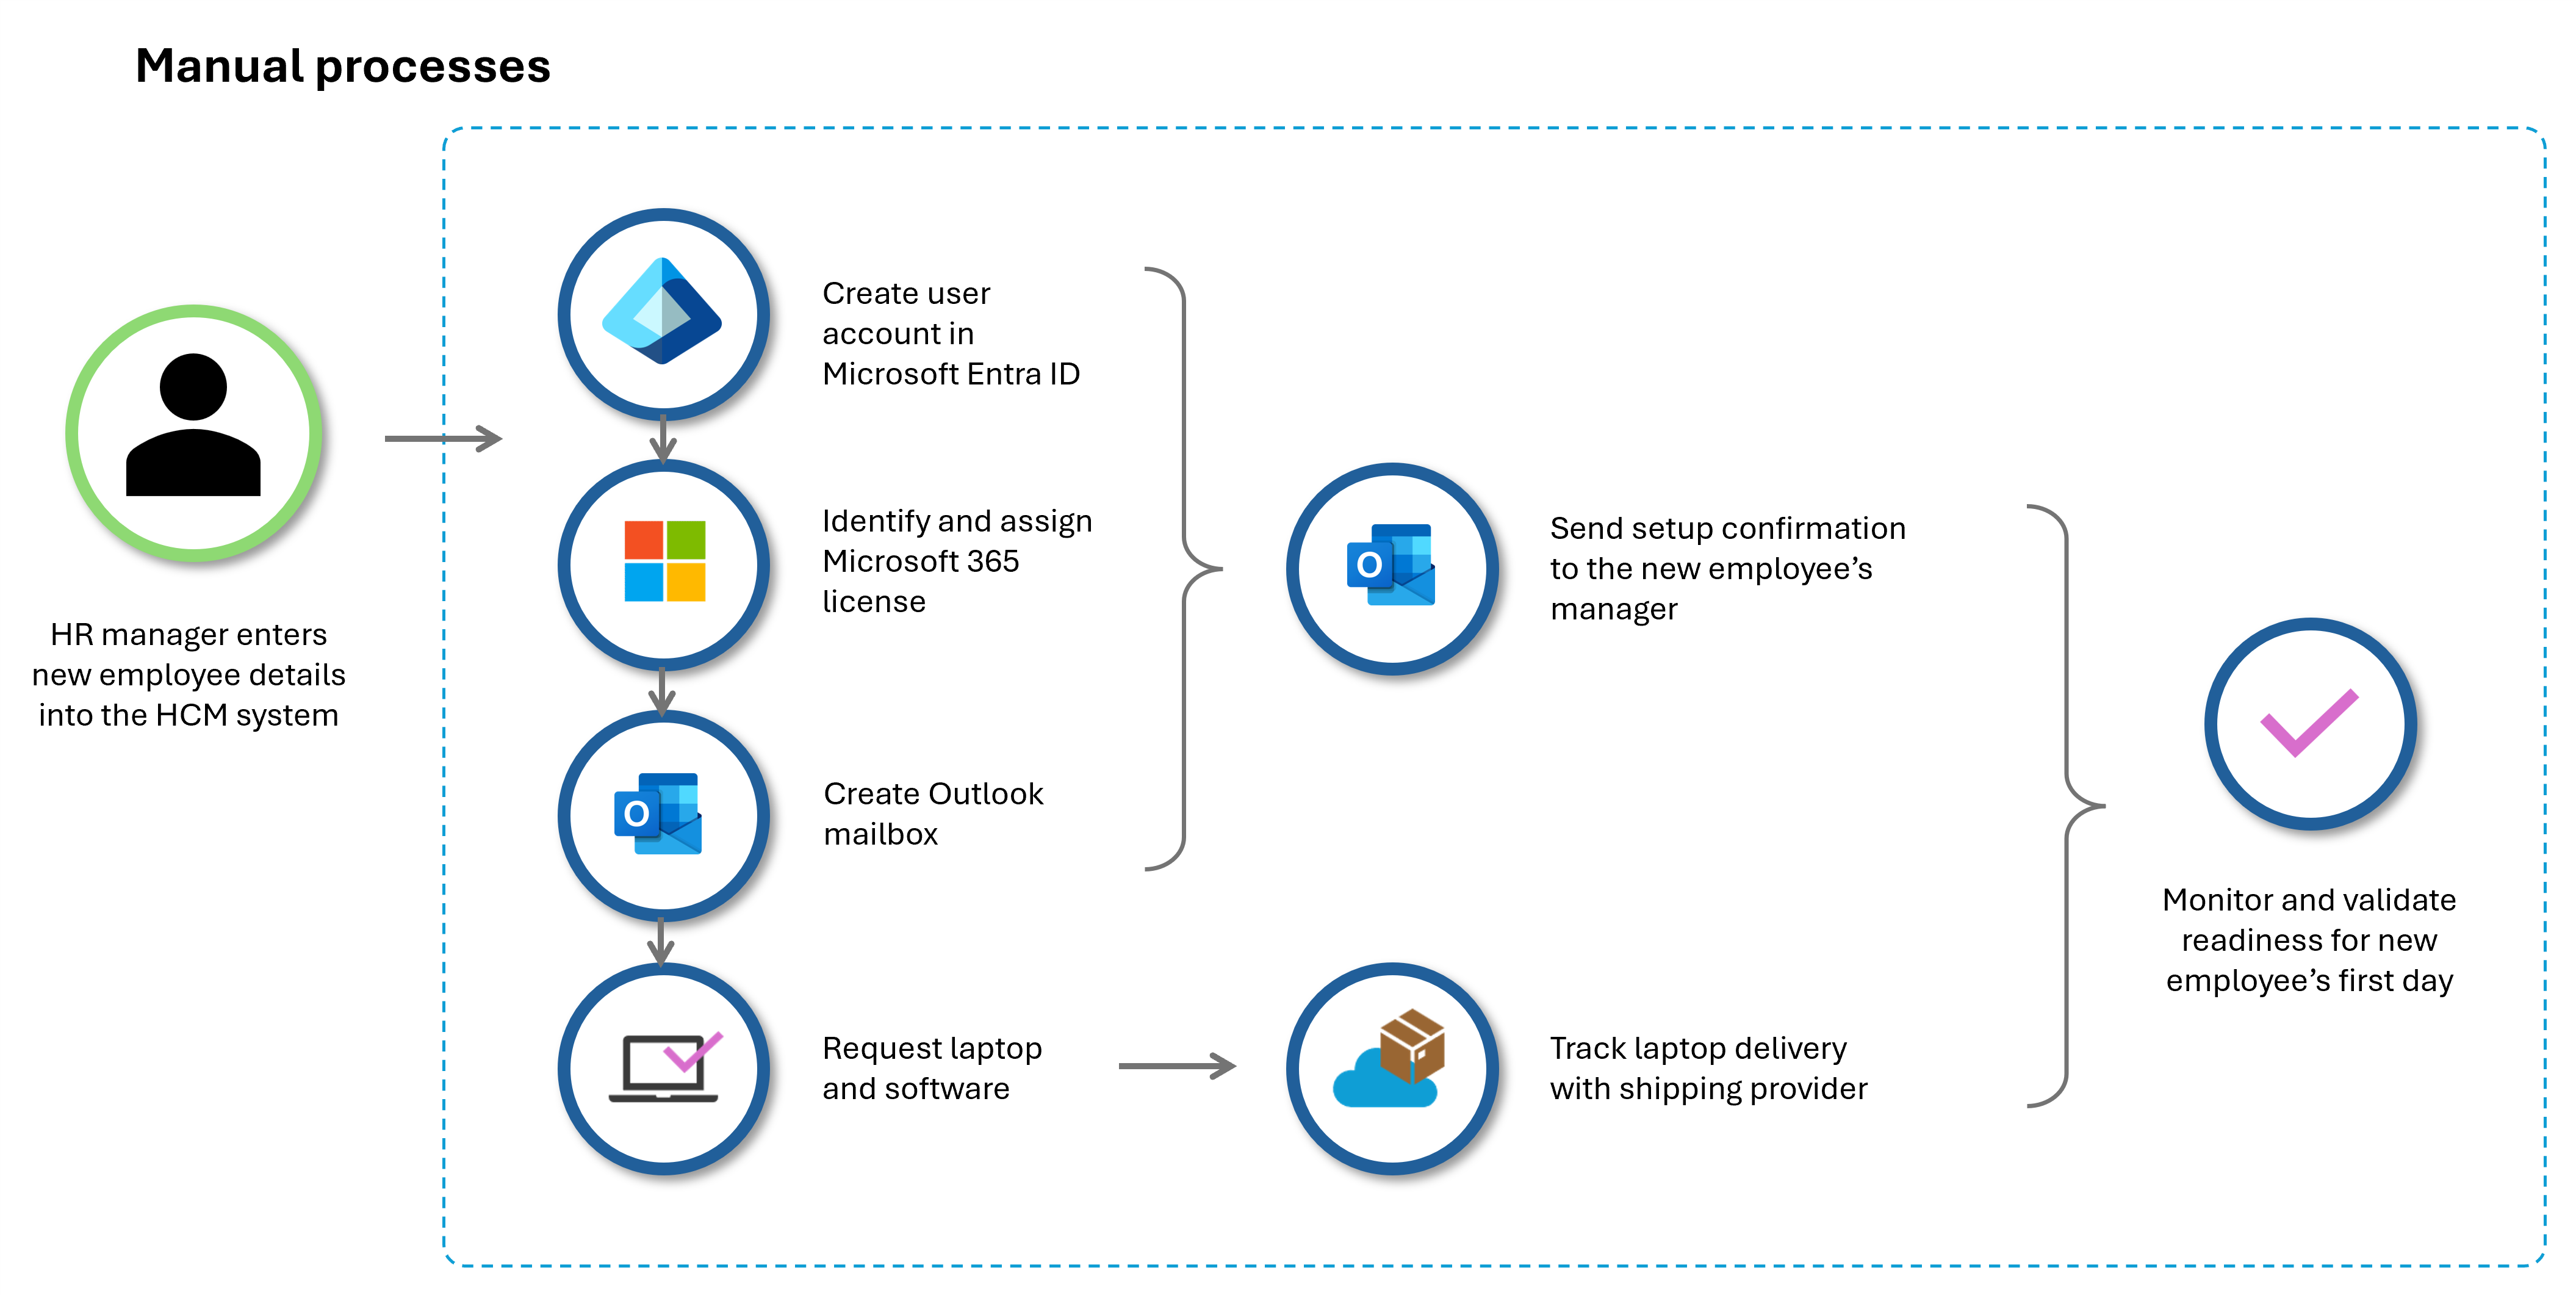 Manual processes
HR manager enters
new employee details
into the HCM system
Create user
account in
Microsoft Entra ID
Identify and assign
Microsoft 365
license
Create Outlook
mailbox
Request laptop
and software
Send setup confirmation
to the new employee’s
manager
Track laptop delivery
with shipping provider
Monitor and validate
readiness for new
employee’s first day